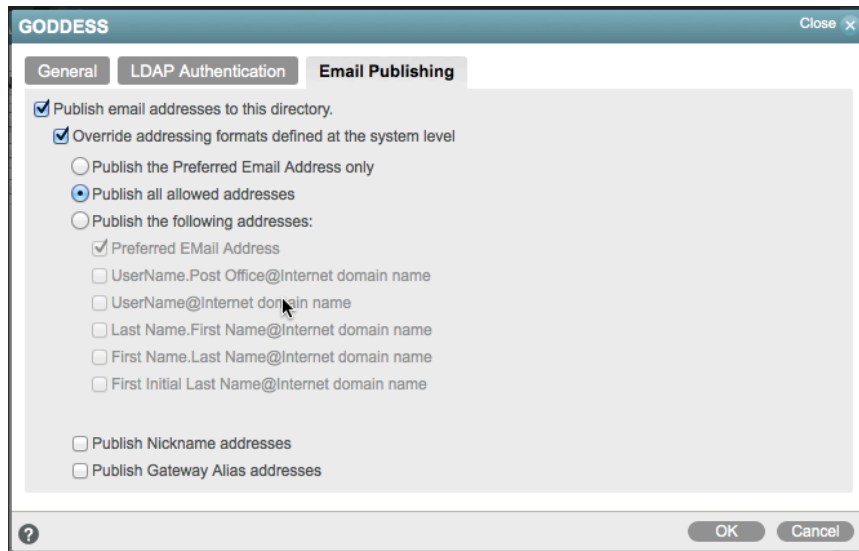 GODDESS Close x
General LDAP Authentication Email Publishing
Publish email addresses to this directory.
Override addressing formats defined at the system level
Publish the Preferred Email Address only
Publish all allowed addresses
Publish the following addresses:
Preferred EMail Address
UserName.Post Office@Internet domain name
UserName@Internet domain name
Last Name.First Name@Internet domain name
First Name.Last Name@Internet domain name
First Initial Last Name@Internet domain name
Publish Nickname addresses
Publish Gateway Alias addresses
? OK Cancel